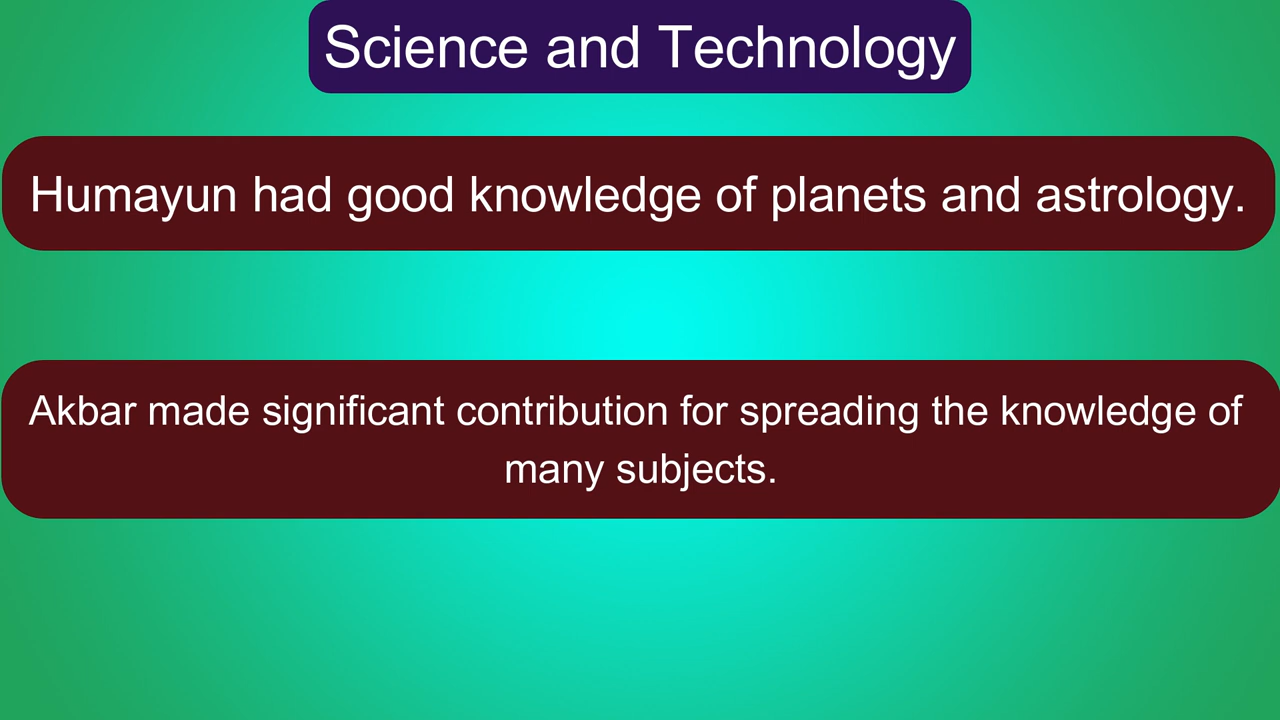 Science and Technology
Humayun had good knowledge of planets and astrology.
Akbar made significant contribution for spreading the knowledge of
many subjects.